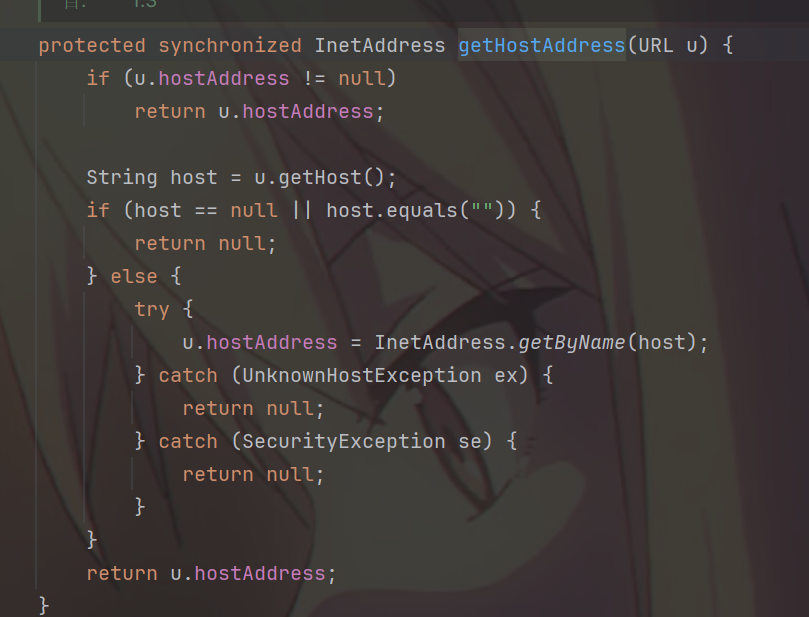 1.3
protected synchronized InetAddress getHostAddress(URL u) {
    if (u.hostAddress != null)
        return u.hostAddress;

    String host = u.getHost();
    if (host == null || host.equals("")) {
        return null;
    } else {
        try {
            u.hostAddress = InetAddress.getByName(host);
        } catch (UnknownHostException ex) {
            return null;
        } catch (SecurityException se) {
            return null;
        }
    }
    return u.hostAddress;
}